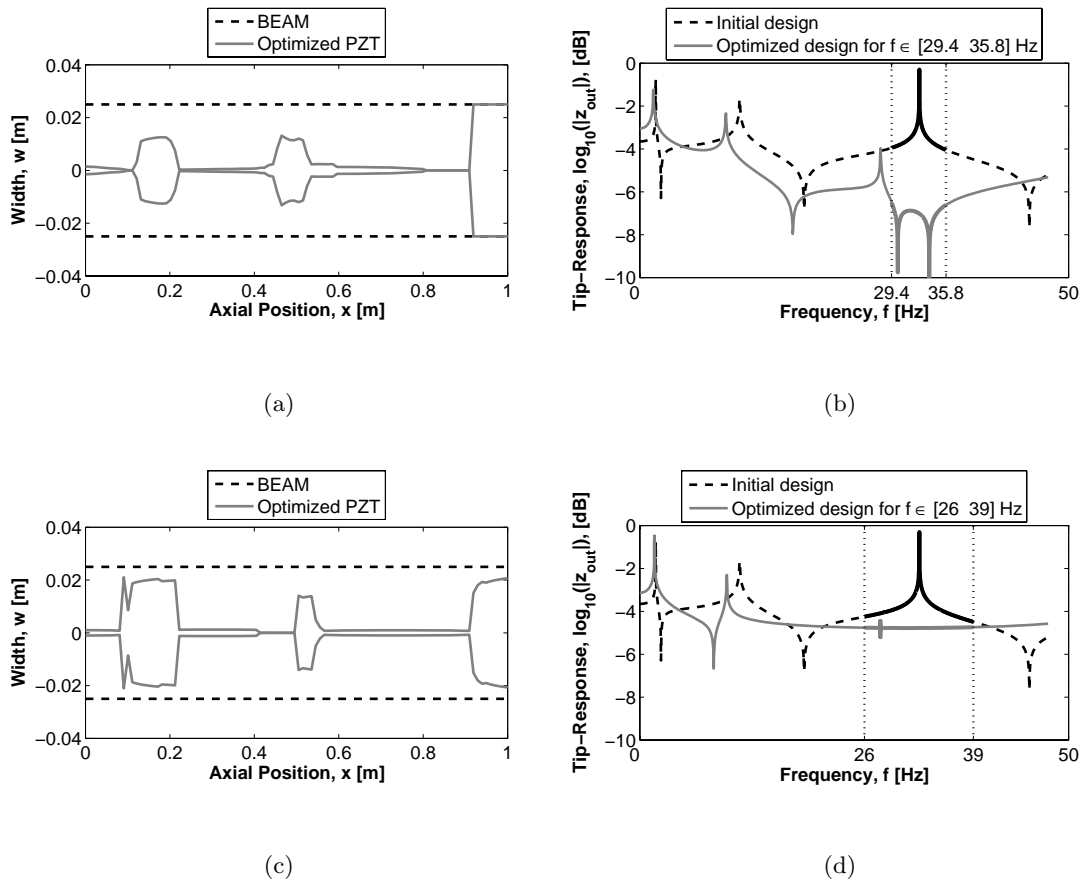 BEAM
Optimized PZT
0.04
0.02
0
−0.02
−0.04
Width, w [m]
0 0.2 0.4 0.6 0.8 1
Axial Position, x [m]
(a)
Initial design
Optimized design for f ∈ [29.4 35.8] Hz
0
−2
−4
−6
−8
−10
Tip−Response, log10(|zout|), [dB]
0 29.4 35.8 50
Frequency, f [Hz]
(b)
BEAM
Optimized PZT
0.04
0.02
0
−0.02
−0.04
Width, w [m]
0 0.2 0.4 0.6 0.8 1
Axial Position, x [m]
(c)
Initial design
Optimized design for f ∈ [26 39] Hz
0
−2
−4
−6
−8
−10
Tip−Response, log10(|zout|), [dB]
0 26 39 50
Frequency, f [Hz]
(d)